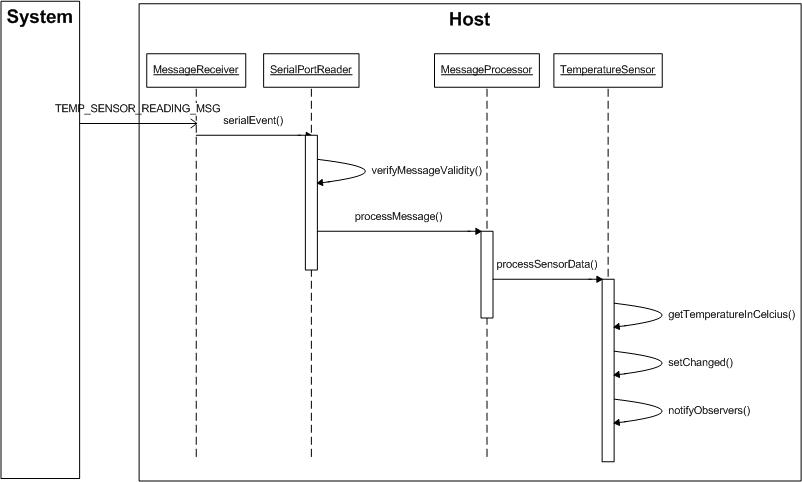 System
Host
MessageReceiver
SerialPortReader
MessageProcessor
TemperatureSensor
TEMP_SENSOR_READING_MSG
serialEvent()
verifyMessageValidity()
processMessage()
processSensorData()
getTemperatureInCelcius()
setChanged()
notifyObservers()